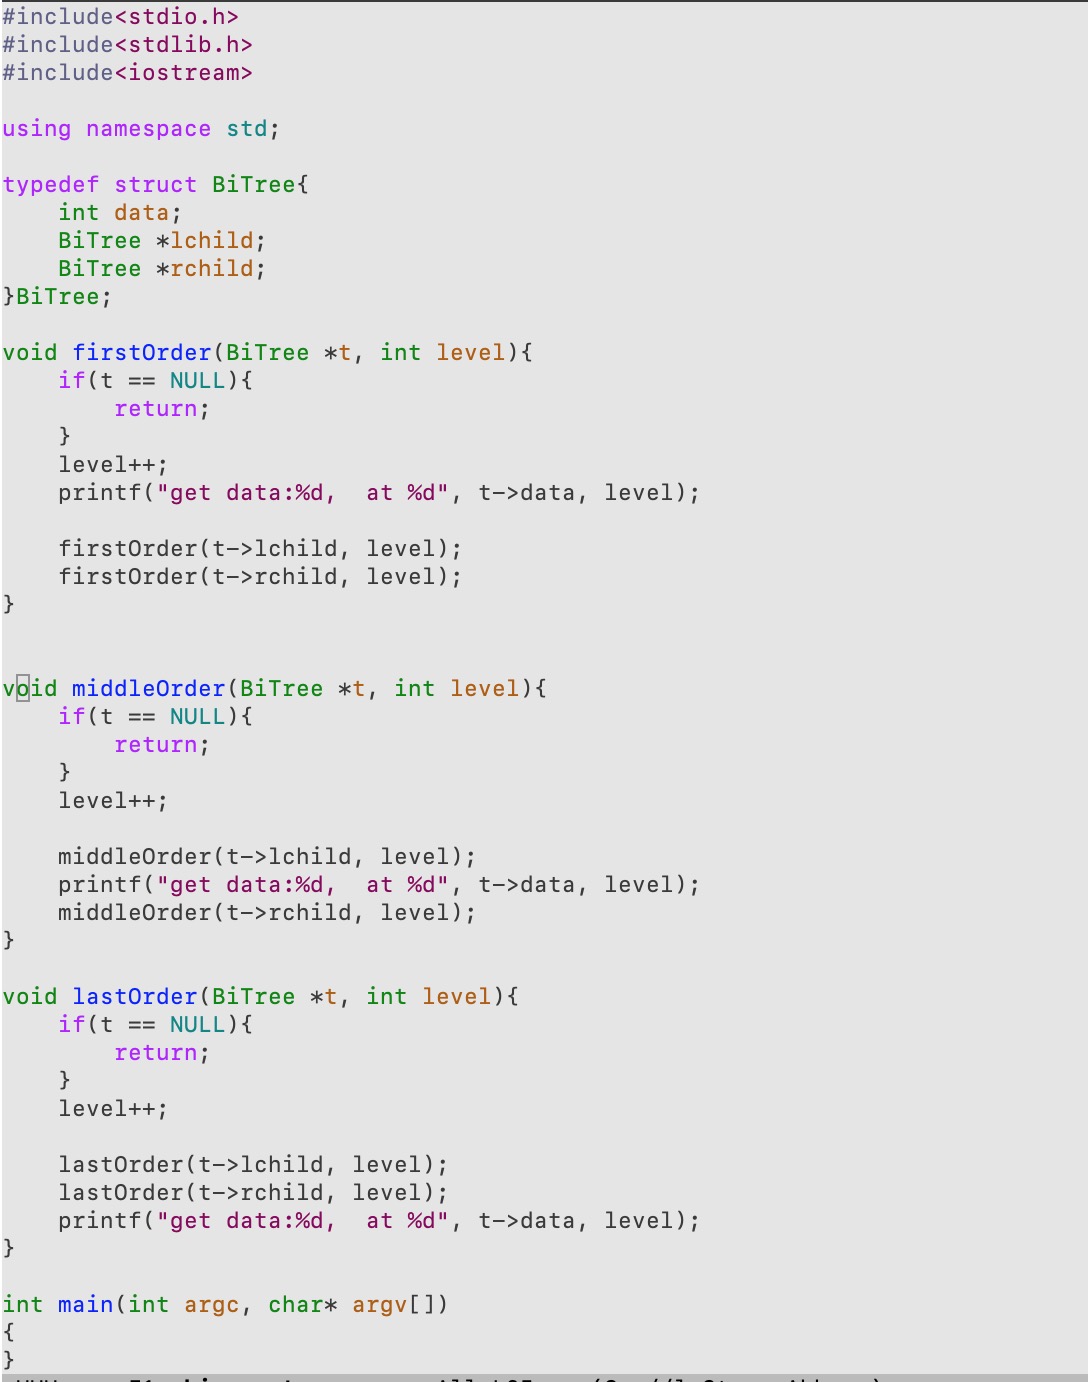 #include<stdio.h>
#include<stdlib.h>
#include<iostream>

using namespace std;

typedef struct BiTree{
    int data;
    BiTree *lchild;
    BiTree *rchild;
}BiTree;

void firstOrder(BiTree *t, int level){
    if(t == NULL){
        return;
    }
    level++;
    printf("get data:%d,  at %d", t->data, level);

    firstOrder(t->lchild, level);
    firstOrder(t->rchild, level);
}


void middleOrder(BiTree *t, int level){
    if(t == NULL){
        return;
    }
    level++;

    middleOrder(t->lchild, level);
    printf("get data:%d,  at %d", t->data, level);
    middleOrder(t->rchild, level);
}

void lastOrder(BiTree *t, int level){
    if(t == NULL){
        return;
    }
    level++;

    lastOrder(t->lchild, level);
    lastOrder(t->rchild, level);
    printf("get data:%d,  at %d", t->data, level);
}

int main(int argc, char* argv[])
{
}